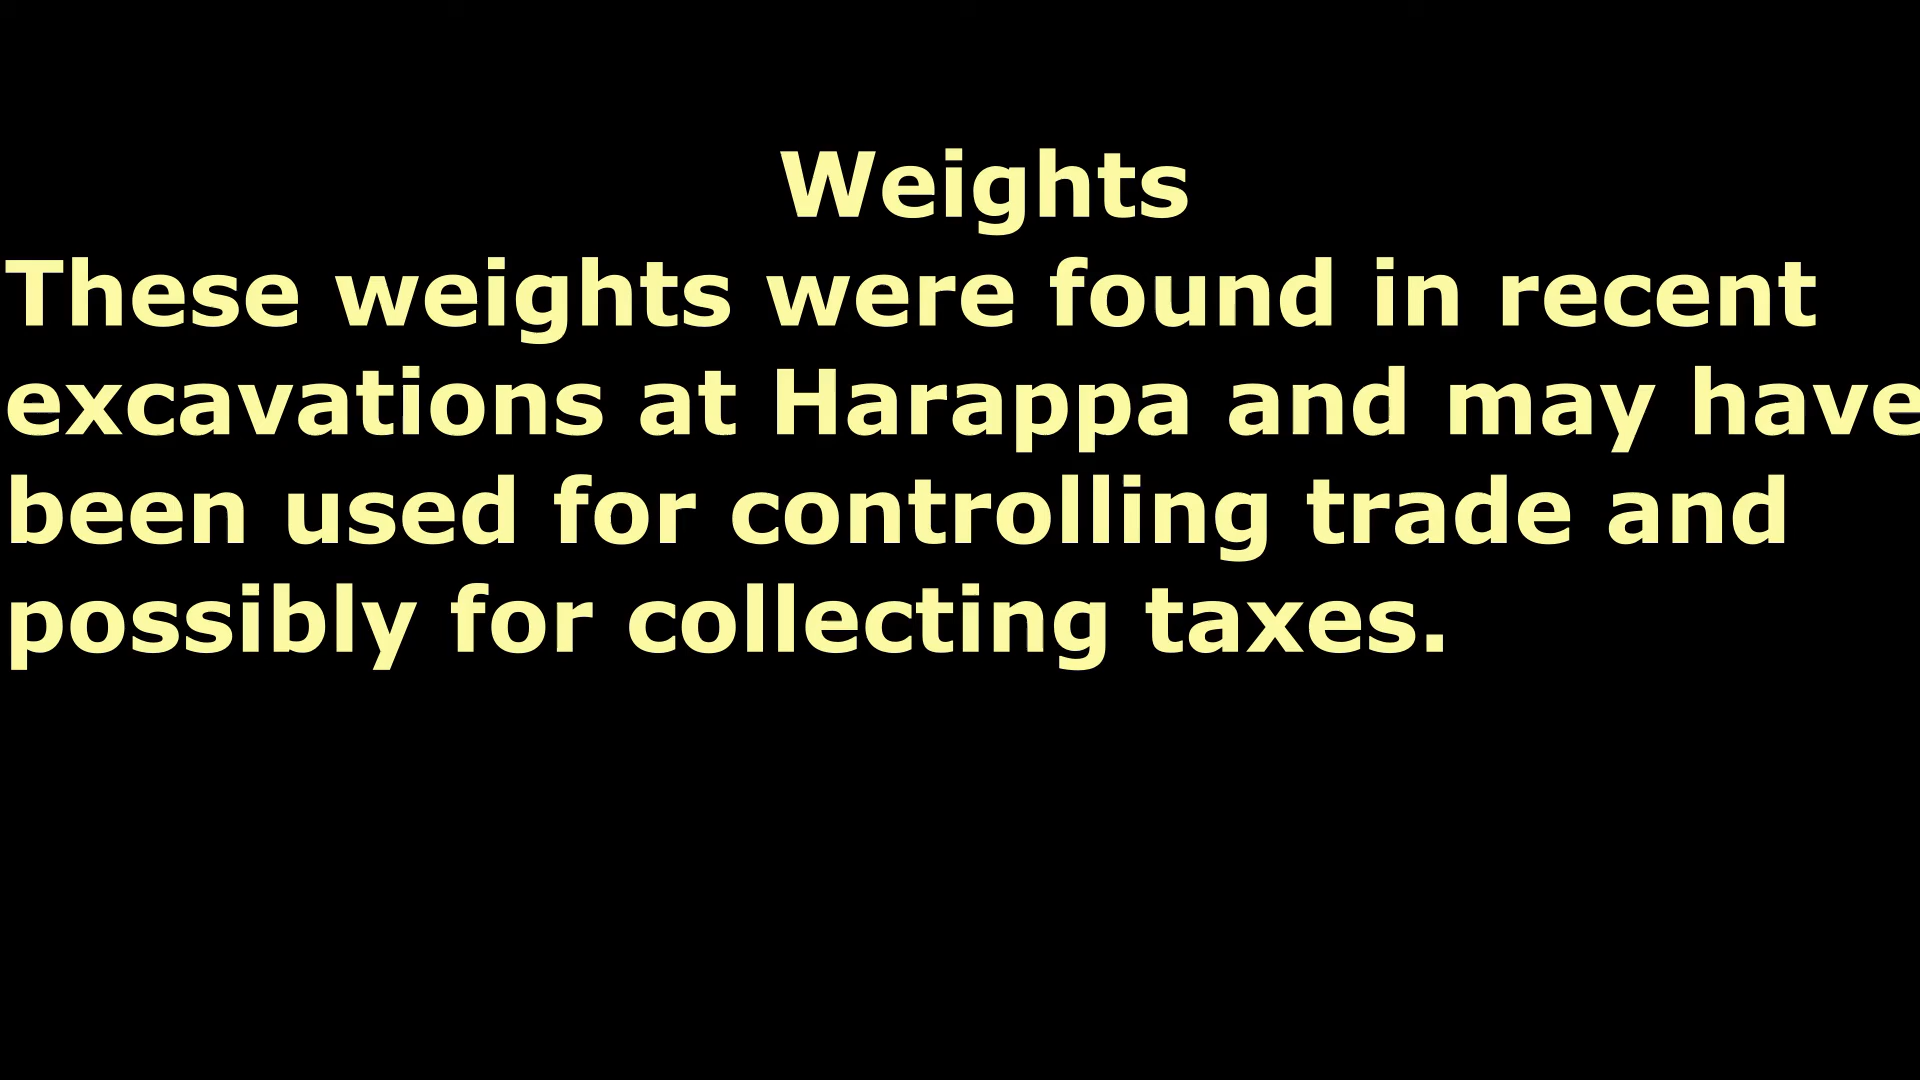 Weights
These weights were found in recent
excavations at Harappa and may have
been used for controlling trade and
possibly for collecting taxes.